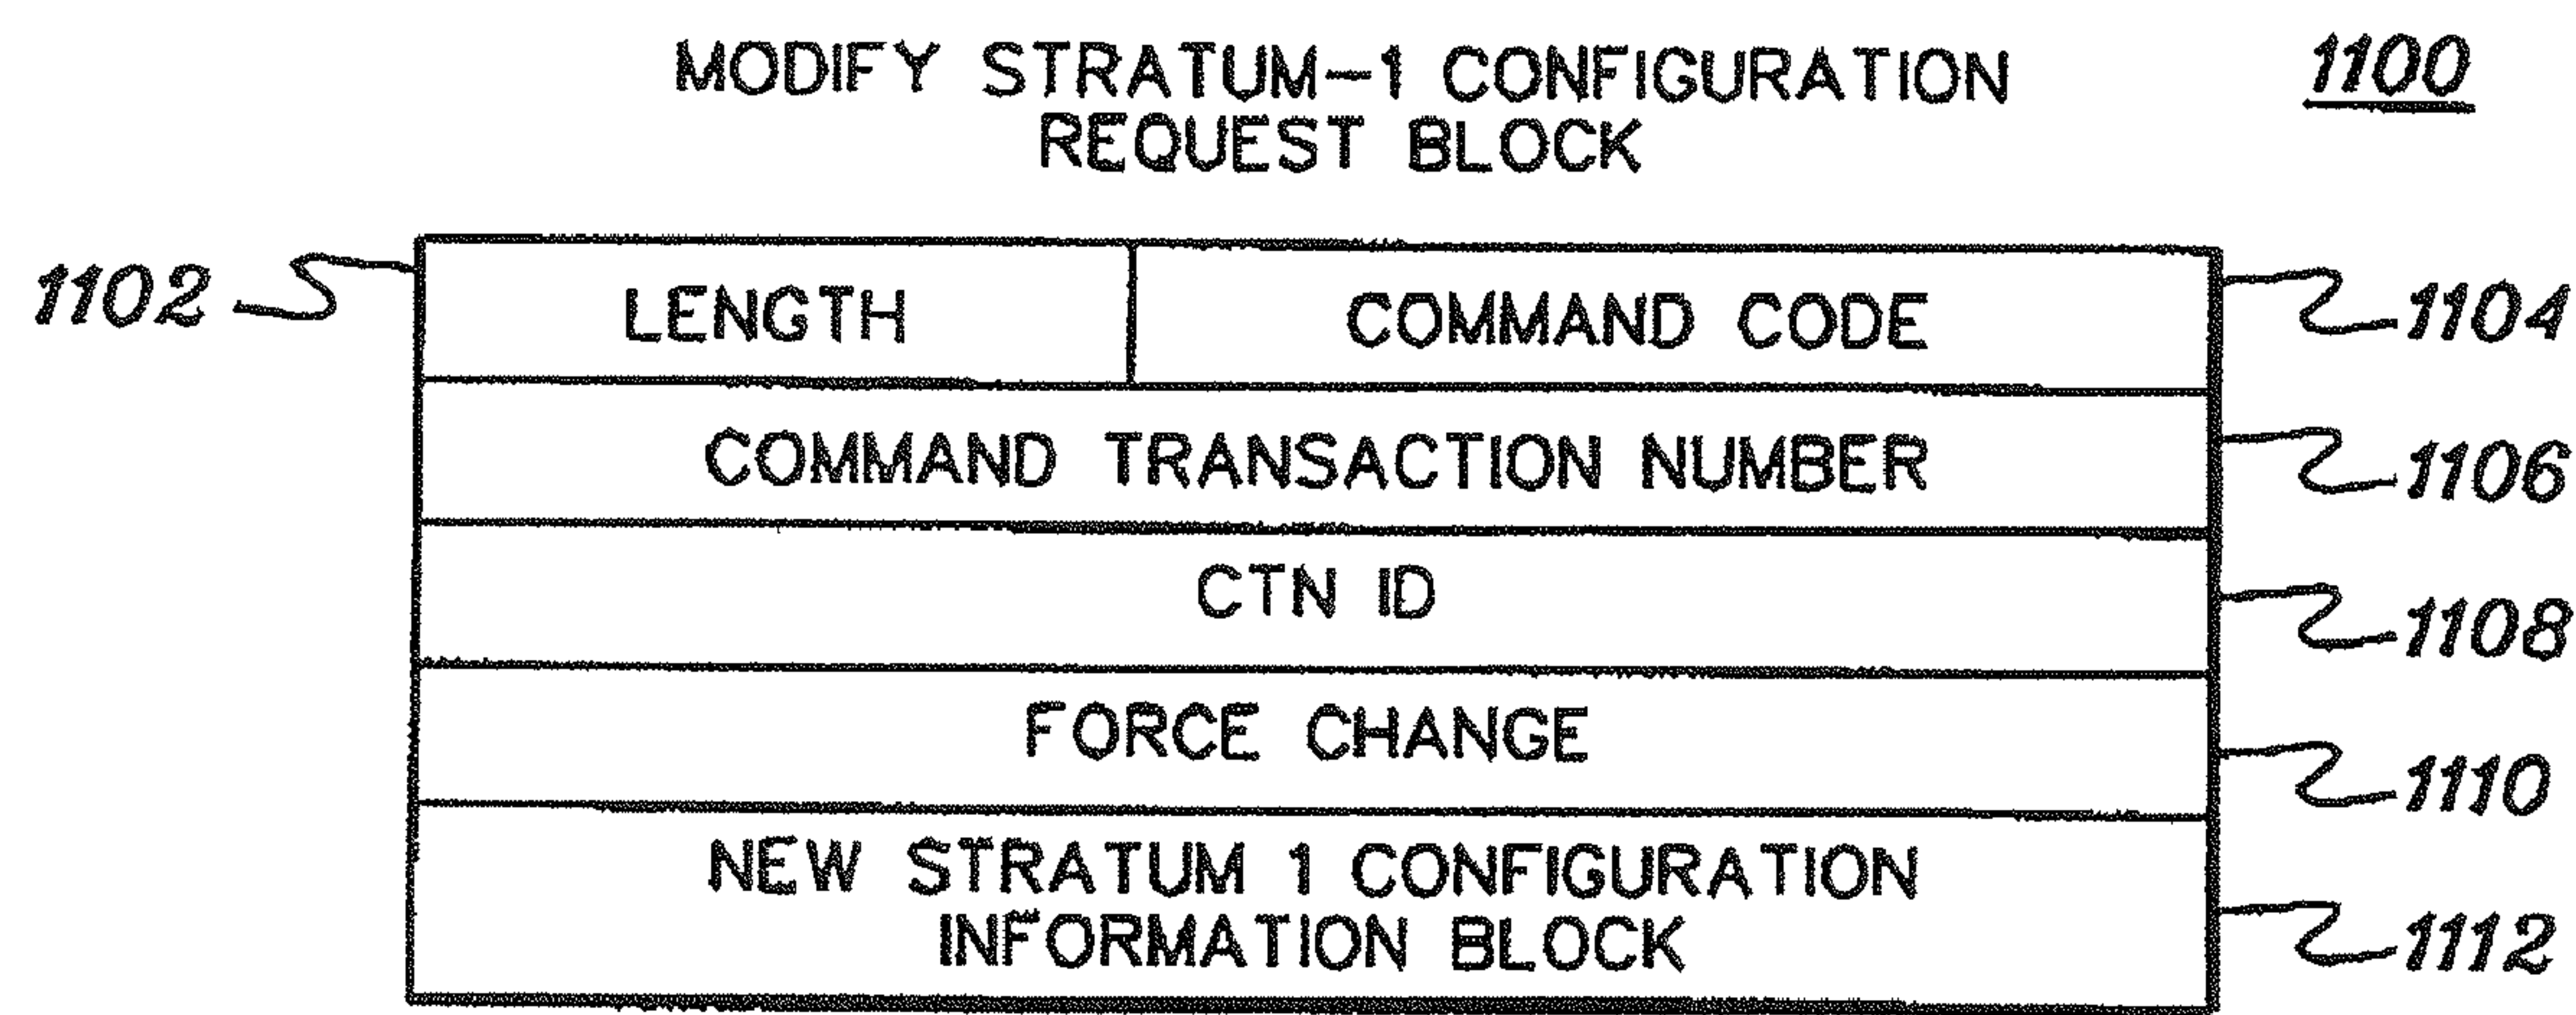 MODIFY STRATUM-1 CONFIGURATION 1100
REQUEST BLOCK
1102 LENGTH COMMAND CODE 1104
COMMAND TRANSACTION NUMBER 1106
CTN ID 1108
FORCE CHANGE 1110
NEW STRATUM 1 CONFIGURATION
INFORMATION BLOCK 1112